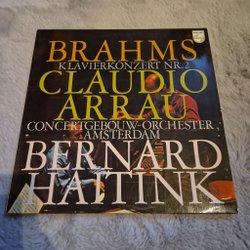 BRAHMS
KLAVIERKONZERT NR.2
CLAUDIO
ARRAU
CONCERTGEBOUW-ORCHESTER
AMSTERDAM
BERNARD
HAITINK